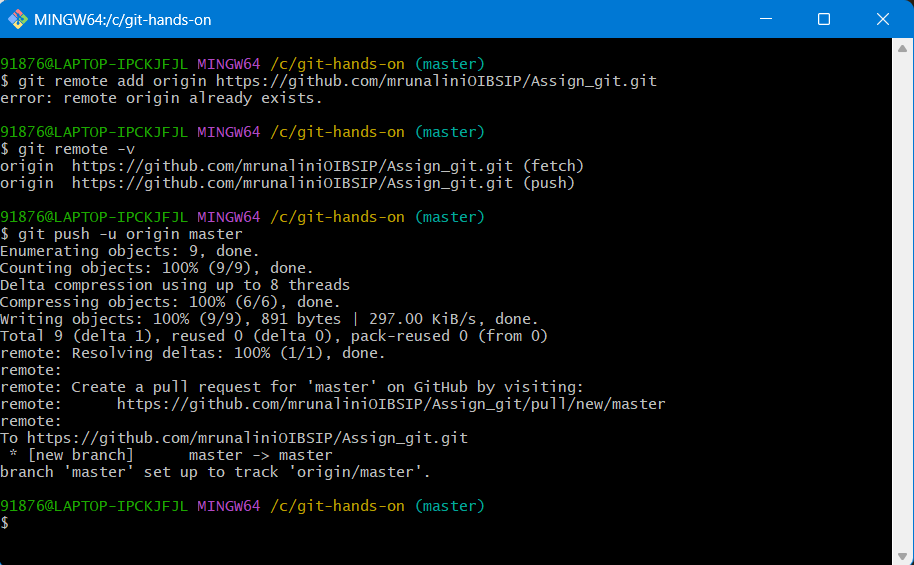 MINGW64:/c/git-hands-on
91876@LAPTOP-IPCKJFJL MINGW64 /c/git-hands-on (master)
$ git remote add origin https://github.com/mrunaliniOIBSIP/Assign_git.git
error: remote origin already exists.
91876@LAPTOP-IPCKJFJL MINGW64 /c/git-hands-on (master)
$ git remote -v
origin  https://github.com/mrunaliniOIBSIP/Assign_git.git (fetch)
origin  https://github.com/mrunaliniOIBSIP/Assign_git.git (push)
91876@LAPTOP-IPCKJFJL MINGW64 /c/git-hands-on (master)
$ git push -u origin master
Enumerating objects: 9, done.
Counting objects: 100% (9/9), done.
Delta compression using up to 8 threads
Compressing objects: 100% (6/6), done.
Writing objects: 100% (9/9), 891 bytes | 297.00 KiB/s, done.
Total 9 (delta 1), reused 0 (delta 0), pack-reused 0 (from 0)
remote: Resolving deltas: 100% (1/1), done.
remote:
remote: Create a pull request for 'master' on GitHub by visiting:
remote:      https://github.com/mrunaliniOIBSIP/Assign_git/pull/new/master
remote:
To https://github.com/mrunaliniOIBSIP/Assign_git.git
 * [new branch]      master -> master
branch 'master' set up to track 'origin/master'.
91876@LAPTOP-IPCKJFJL MINGW64 /c/git-hands-on (master)
$